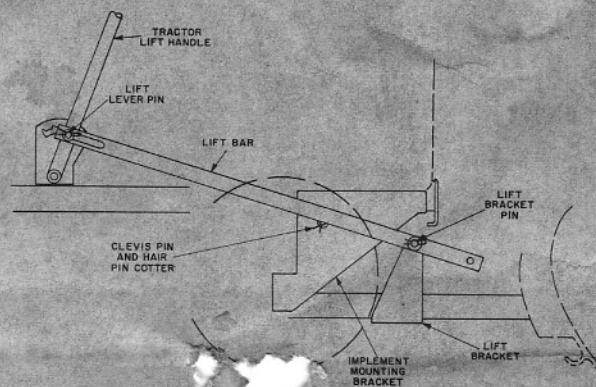 TRACTOR
LIFT HANDLE
LIFT
LEVER PIN
LIFT BAR
LIFT
BRACKET
PIN
CLEVIS PIN
AND HAIR
PIN COTTER
IMPLEMENT
MOUNTING
BRACKET
LIFT
BRACKET